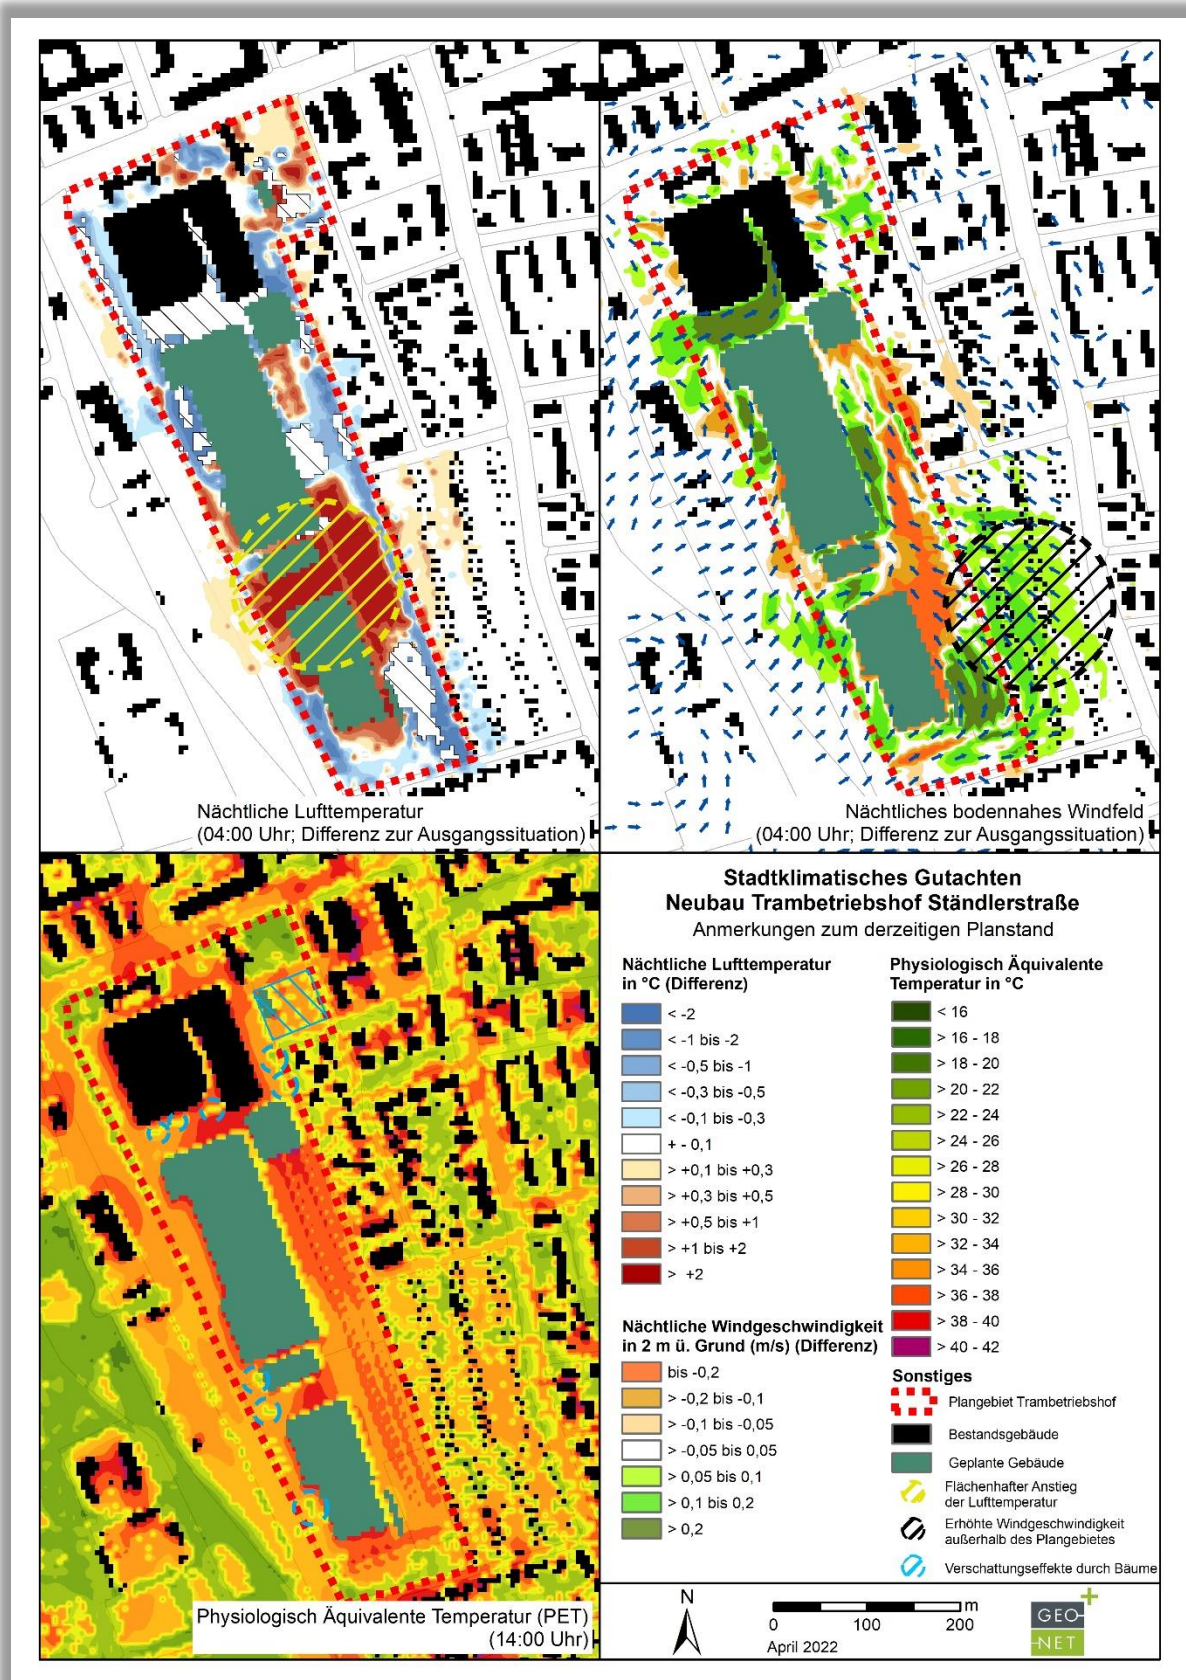 Nächtliche Lufttemperatur
(04:00 Uhr; Differenz zur Ausgangssituation)
Nächtliches bodennahes Windfeld
(04:00 Uhr; Differenz zur Ausgangssituation)
Physiologisch Äquivalente Temperatur (PET)
(14:00 Uhr)
Stadtklimatisches Gutachten
Neubau Trambetriebshof Ständlerstraße
Anmerkungen zum derzeitigen Planstand
Nächtliche Lufttemperatur
in °C (Differenz)
< -2
< -1 bis -2
< -0,5 bis -1
< -0,3 bis -0,5
< -0,1 bis -0,3
+ - 0,1
> +0,1 bis +0,3
> +0,3 bis +0,5
> +0,5 bis +1
> +1 bis +2
> +2
Nächtliche Windgeschwindigkeit
in 2 m ü. Grund (m/s) (Differenz)
bis -0,2
> -0,2 bis -0,1
> -0,1 bis -0,05
> -0,05 bis 0,05
> 0,05 bis 0,1
> 0,1 bis 0,2
> 0,2
Physiologisch Äquivalente
Temperatur in °C
< 16
> 16 - 18
> 18 - 20
> 20 - 22
> 22 - 24
> 24 - 26
> 26 - 28
> 28 - 30
> 30 - 32
> 32 - 34
> 34 - 36
> 36 - 38
> 38 - 40
> 40 - 42
Sonstiges
Plangebiet Trambetriebshof
Bestandsgebäude
Geplante Gebäude
Flächenhafter Anstieg
der Lufttemperatur
Erhöhte Windgeschwindigkeit
außerhalb des Plangebietes
Verschattungseffekte durch Bäume
N
m
0 100 200
April 2022
GEO-
NET